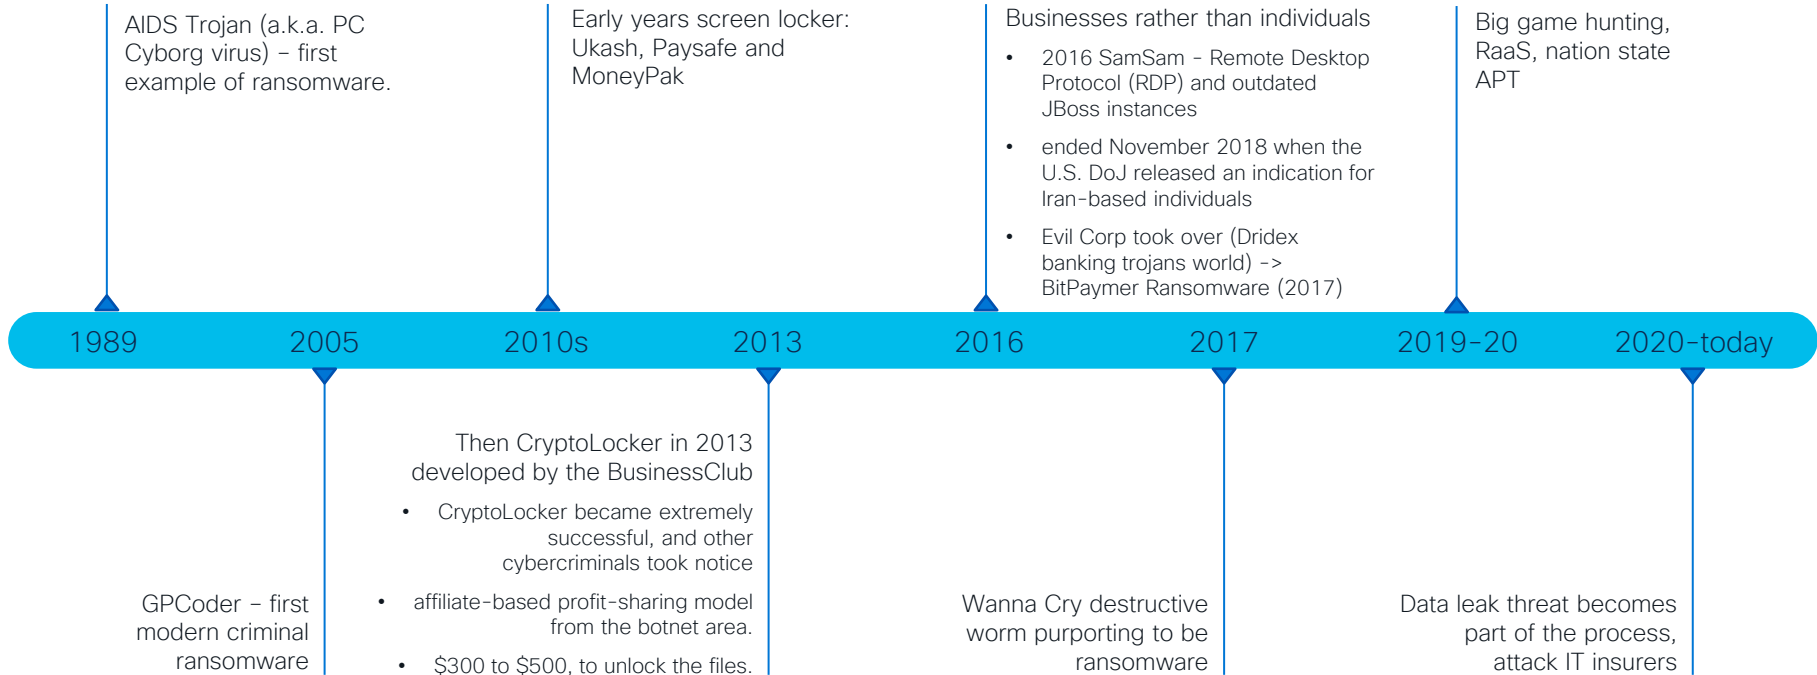 AIDS Trojan (a.k.a. PC
Cyborg virus) – first
example of ransomware.
Early years screen locker:
Ukash, Paysafe and
MoneyPak
Businesses rather than individuals
• 2016 SamSam - Remote Desktop
Protocol (RDP) and outdated
JBoss instances
• ended November 2018 when the
U.S. DoJ released an indication for
Iran-based individuals
• Evil Corp took over (Dridex
banking trojans world) ->
BitPaymer Ransomware (2017)
Big game hunting,
RaaS, nation state
APT
1989 2005 2010s 2013 2016 2017 2019-20 2020-today
GPCoder – first
modern criminal
ransomware
Then CryptoLocker in 2013
developed by the BusinessClub
• CryptoLocker became extremely
successful, and other
cybercriminals took notice
• affiliate-based profit-sharing model
from the botnet area.
• $300 to $500, to unlock the files.
Wanna Cry destructive
worm purporting to be
ransomware
Data leak threat becomes
part of the process,
attack IT insurers